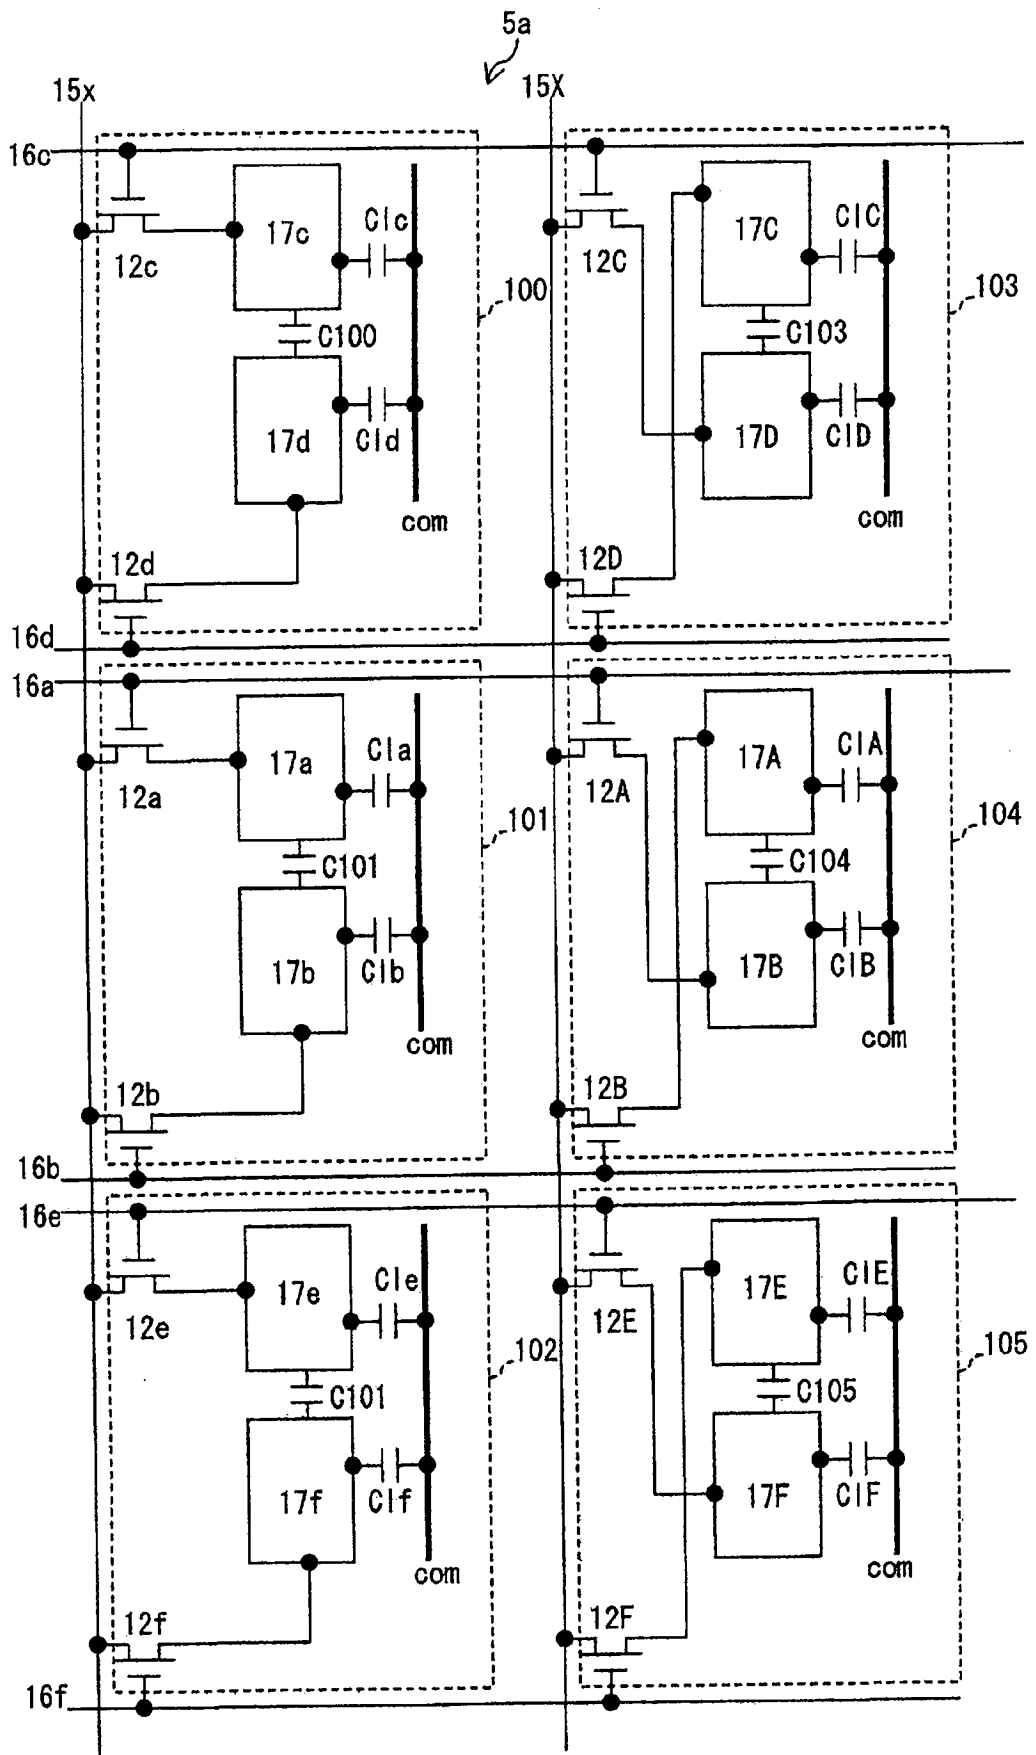 5a
15x
15X
16c
17c
Clc
17C
ClC
12c
12C
100
103
C100
C103
17d
Cld
17D
ClD
com
com
12d
12D
16d
16a
17a
Cla
17A
ClA
12a
12A
101
104
C101
C104
17b
Clb
17B
ClB
com
com
12b
12B
16b
16e
17e
Cle
17E
ClE
12e
12E
102
105
C101
C105
17f
Clf
17F
ClF
com
com
12f
12F
16f